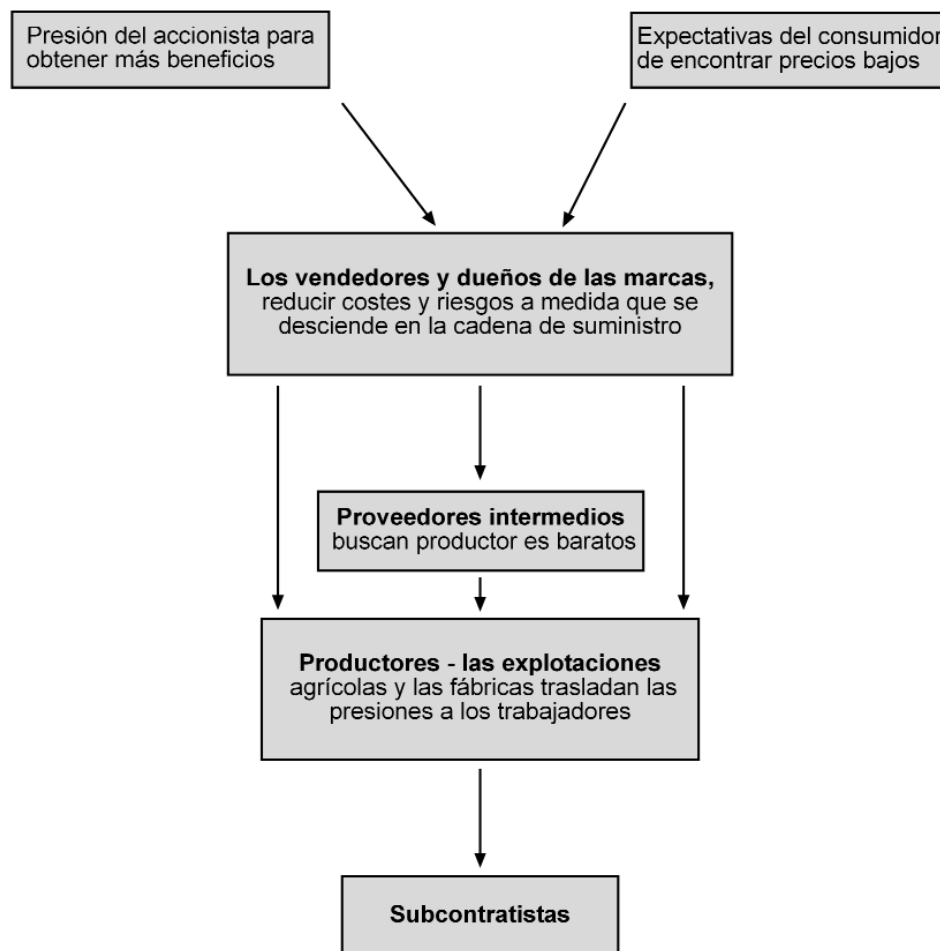 Presión del accionista para
obtener más beneficios
Expectativas del consumidor
de encontrar precios bajos
Los vendedores y dueños de las marcas,
reducir costes y riesgos a medida que se
desciende en la cadena de suministro
Proveedores intermedios
buscan productor es baratos
Productores - las explotaciones
agrícolas y las fábricas trasladan las
presiones a los trabajadores
Subcontratistas